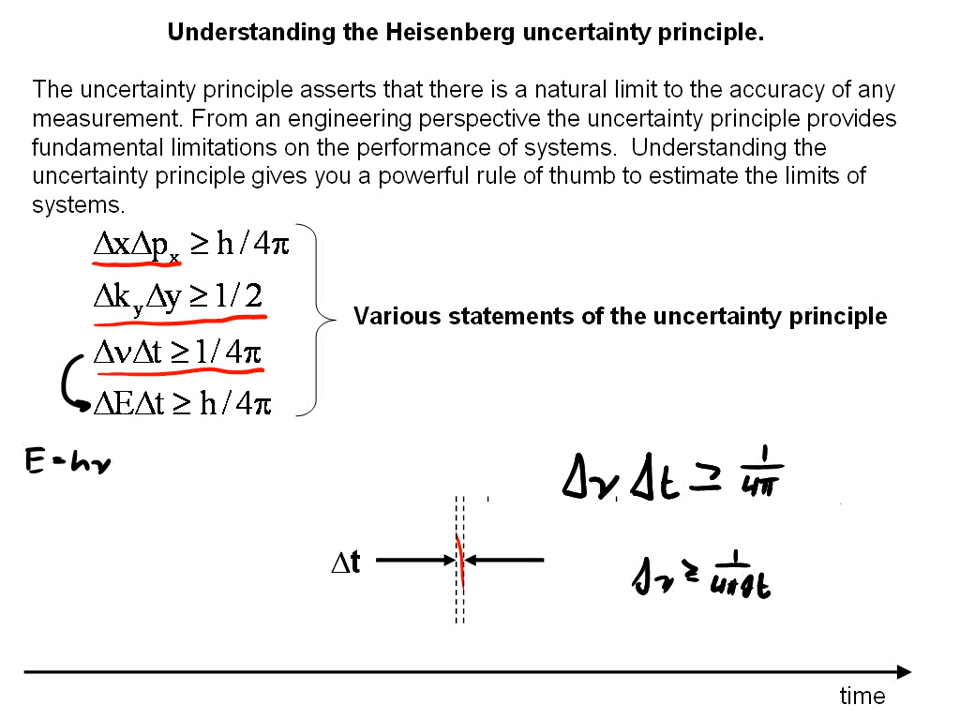 Understanding the Heisenberg uncertainty principle.
The uncertainty principle asserts that there is a natural limit to the accuracy of any
measurement. From an engineering perspective the uncertainty principle provides
fundamental limitations on the performance of systems.  Understanding the
uncertainty principle gives you a powerful rule of thumb to estimate the limits of
systems.
ΔxΔpₓ ≥ h/4π
Δk_yΔy ≥ 1/2
Various statements of the uncertainty principle
ΔνΔt ≥ 1/4π
ΔEΔt ≥ h/4π
E=hν
Δν Δt ≥ 1/4π
Δt
Δν ≥ 1/4πΔt
time